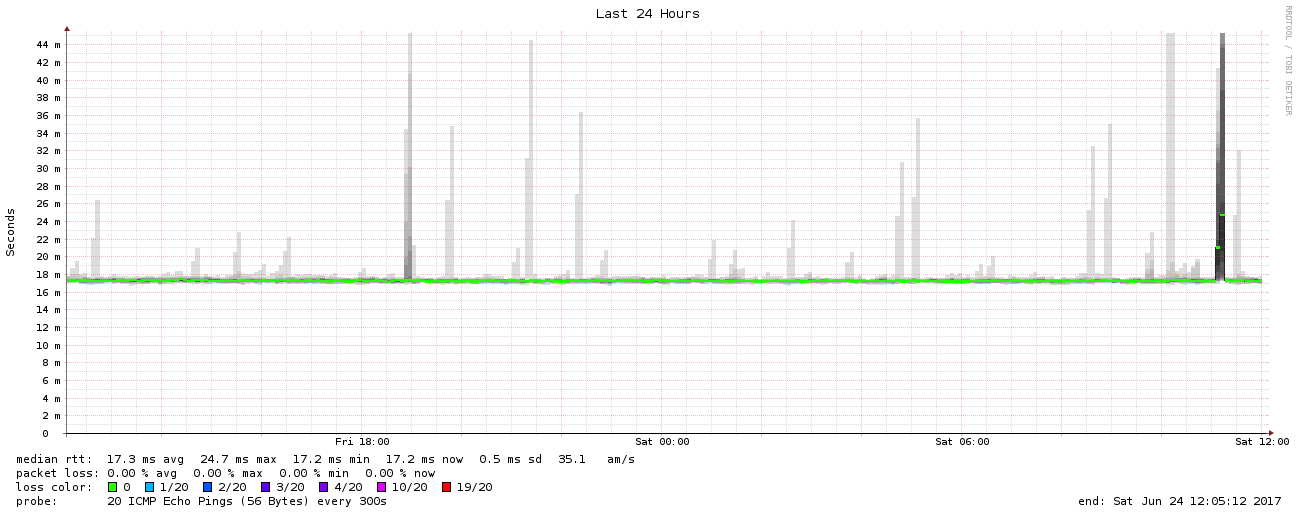 Last 24 Hours
RRDTOOL / TOBI OETIKER
Seconds
44 m
42 m
40 m
38 m
36 m
34 m
32 m
30 m
28 m
26 m
24 m
22 m
20 m
18 m
16 m
14 m
12 m
10 m
8 m
6 m
4 m
2 m
0
Fri 18:00 Sat 00:00 Sat 06:00 Sat 12:00
median rtt: 17.3 ms avg 24.7 ms max 17.2 ms min 17.2 ms now 0.5 ms sd 35.1 am/s
packet loss: 0.00 % avg 0.00 % max 0.00 % min 0.00 % now
loss color: 0 1/20 2/20 3/20 4/20 10/20 19/20
probe: 20 ICMP Echo Pings (56 Bytes) every 300s end: Sat Jun 24 12:05:12 2017